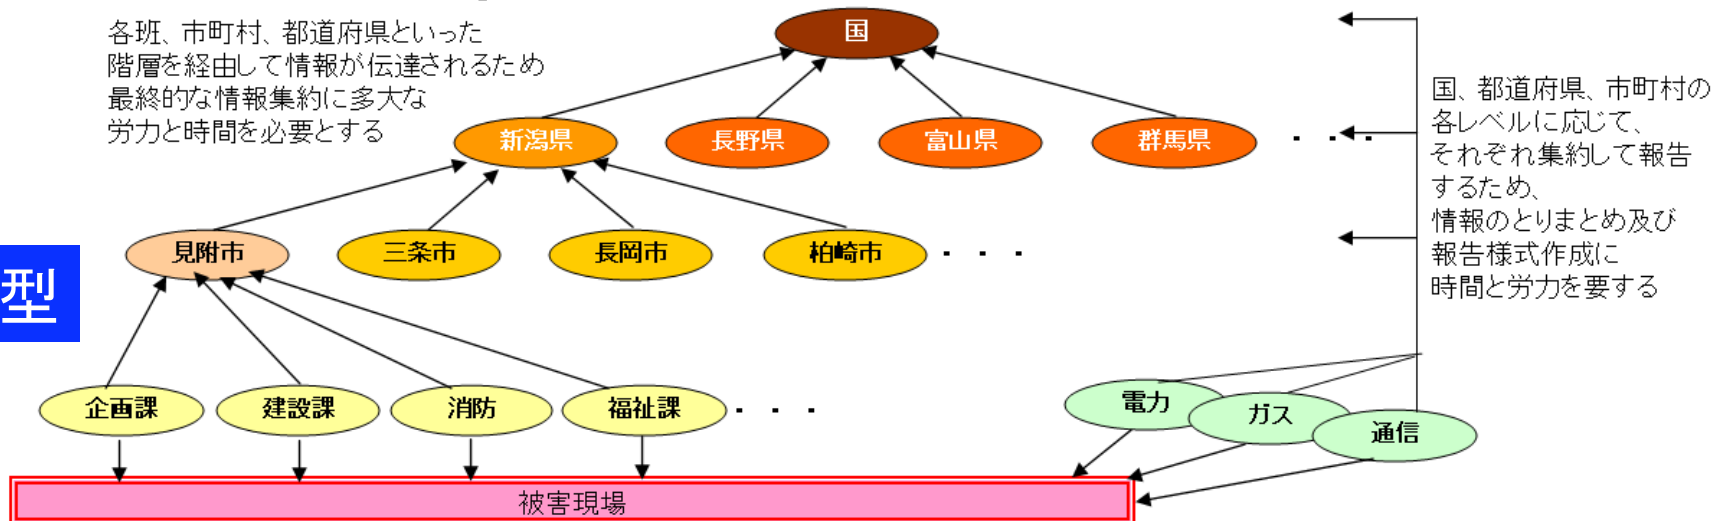 各班、市町村、都道府県といった
階層を経由して情報が伝達されるため
最終的な情報集約に多大な
労力と時間を必要とする
国
国、都道府県、市町村の
各レベルに応じて、
それぞれ集約して報告
するため、
情報のとりまとめ及び
報告様式作成に
時間と労力を要する
新潟県
長野県
富山県
群馬県
・・・
見附市
三条市
長岡市
柏崎市
・・・
型
企画課
建設課
消防
福祉課
・・・
電力
ガス
通信
被害現場